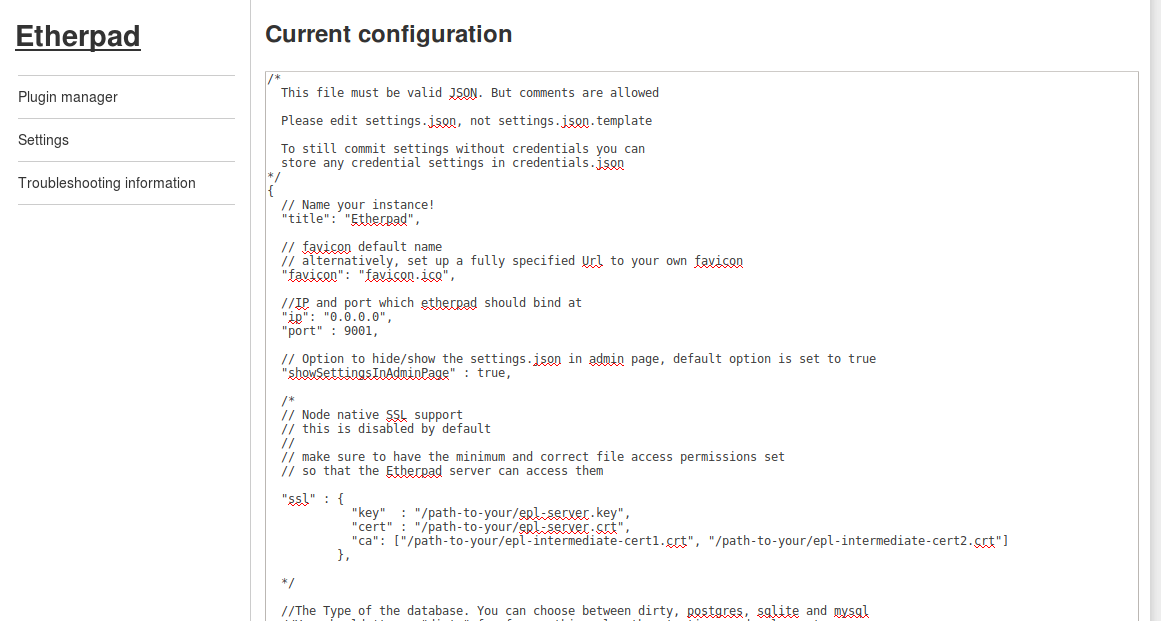 Etherpad
Plugin manager
Settings
Troubleshooting information
Current configuration
/*
  This file must be valid JSON. But comments are allowed

  Please edit settings.json, not settings.json.template

  To still commit settings without credentials you can
  store any credential settings in credentials.json
*/
{
  // Name your instance!
  "title": "Etherpad",

  // favicon default name
  // alternatively, set up a fully specified Url to your own favicon
  "favicon": "favicon.ico",

  //IP and port which etherpad should bind at
  "ip": "0.0.0.0",
  "port" : 9001,

  // Option to hide/show the settings.json in admin page, default option is set to true
  "showSettingsInAdminPage" : true,

  /*
  // Node native SSL support
  // this is disabled by default
  //
  // make sure to have the minimum and correct file access permissions set
  // so that the Etherpad server can access them

  "ssl" : {
            "key"  : "/path-to-your/epl-server.key",
            "cert" : "/path-to-your/epl-server.crt",
            "ca": ["/path-to-your/epl-intermediate-cert1.crt", "/path-to-your/epl-intermediate-cert2.crt"]
          },

  */

  //The Type of the database. You can choose between dirty, postgres, sqlite and mysql